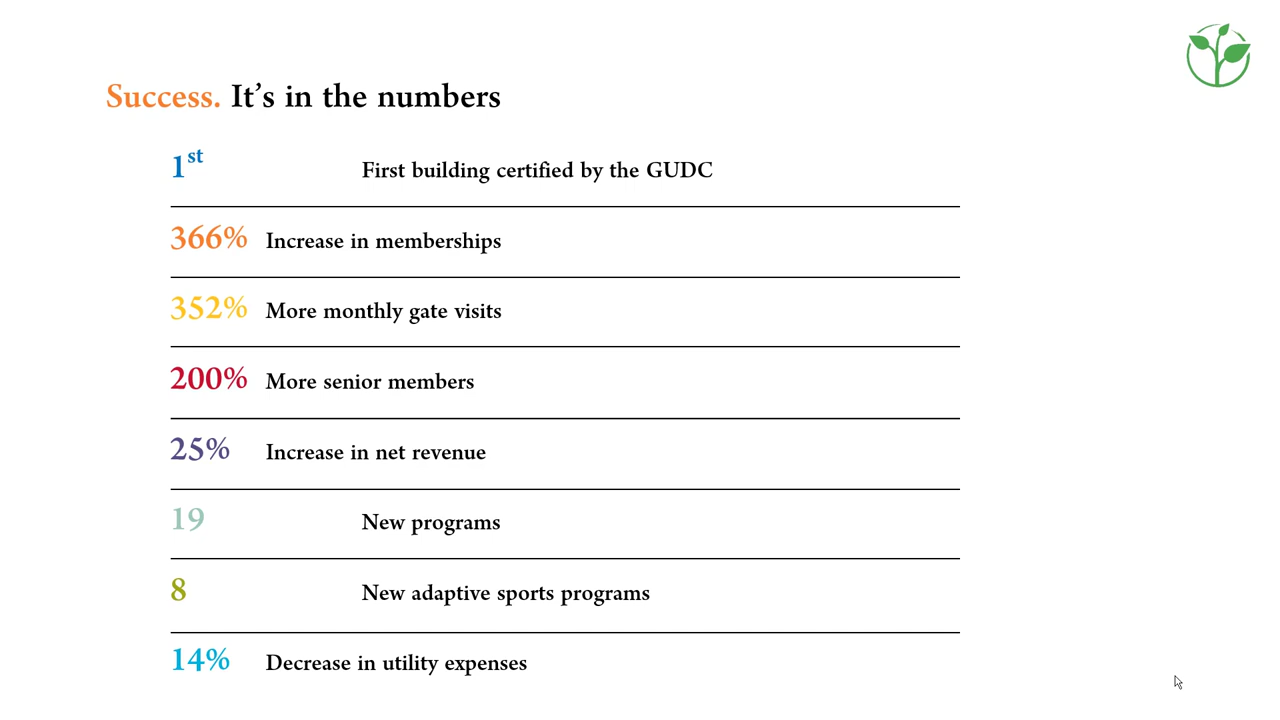 Success. It's in the numbers
1st First building certified by the GUDC
366% Increase in memberships
352% More monthly gate visits
200% More senior members
25% Increase in net revenue
19 New programs
8 New adaptive sports programs
14% Decrease in utility expenses